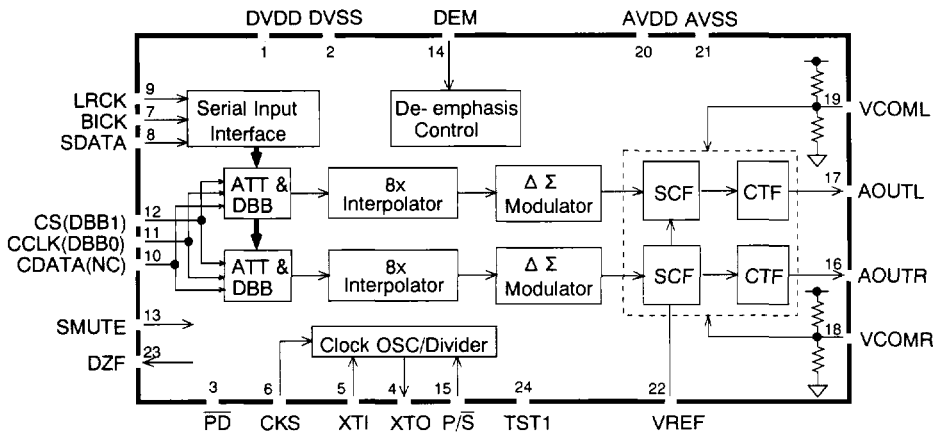 DVDD DVSS DEM AVDD AVSS
1 2 14 20 21
LRCK 9
BICK 7
SDATA 8
Serial Input
Interface
De-emphasis
Control
19 VCOML
ATT &
DBB
8x
Interpolator
Δ Σ
Modulator
SCF
CTF
17 AOUTL
CS(DBB1) 12
CCLK(DBB0) 11
CDATA(NC) 10
ATT &
DBB
8x
Interpolator
Δ Σ
Modulator
SCF
CTF
16 AOUTR
SMUTE 13
DZF 23
Clock OSC/Divider
18 VCOMR
3 6 5 4 15 24 22
PD CKS XTI XTO P/S TST1 VREF